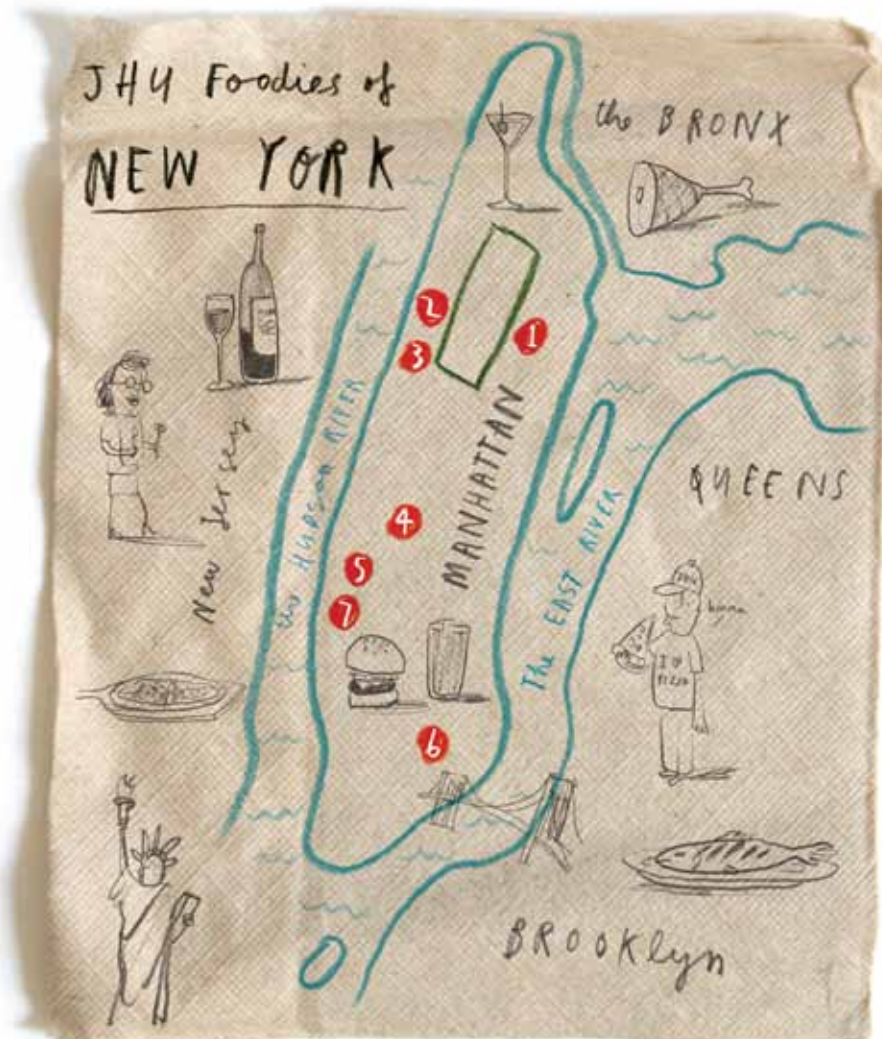 JHU Foodies of
NEW YORK
the BRONX
2
1
3
MANHATTAN
New Jersey
the HUDSON RIVER
QUEENS
4
5
7
The EAST RIVER
I ♥
PIZZA
6
BROOKlyn